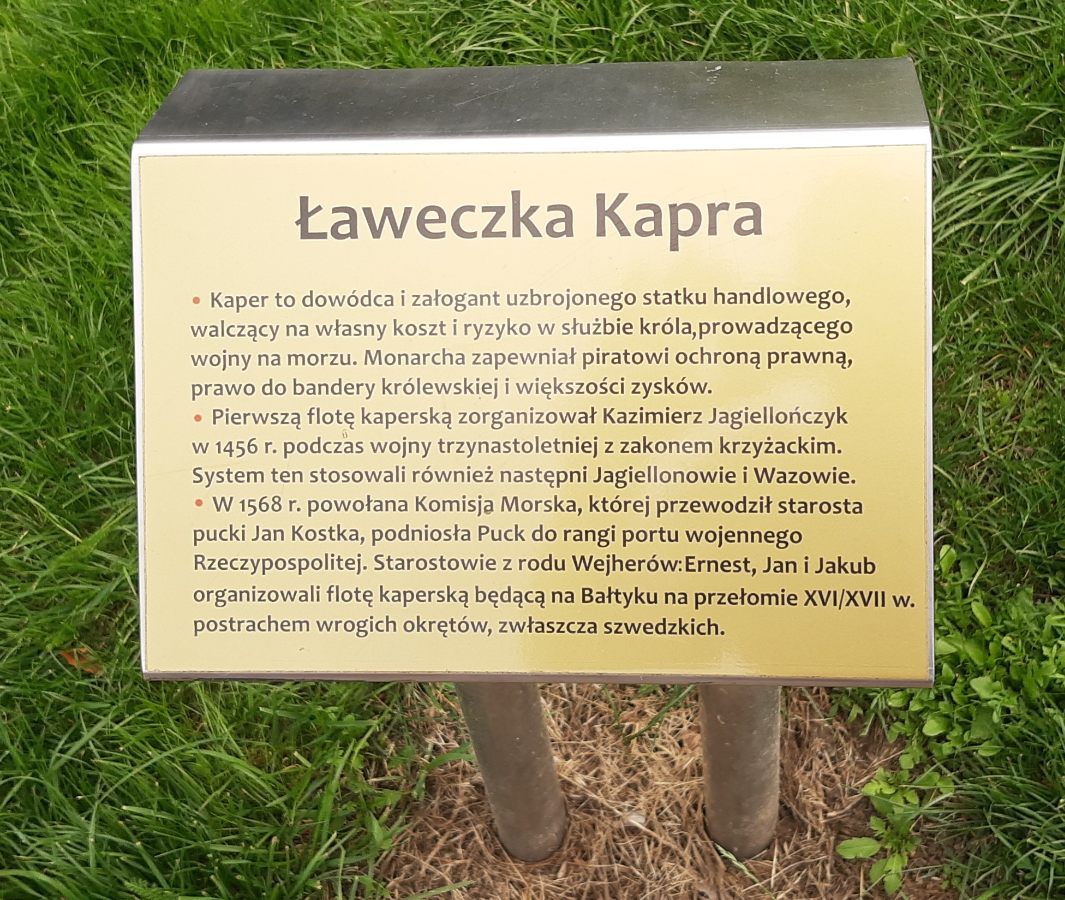 Ławeczka Kapra
• Kaper to dowódca i załogant uzbrojonego statku handlowego,
walczący na własny koszt i ryzyko w służbie króla,prowadzącego
wojny na morzu. Monarcha zapewniał piratowi ochroną prawną,
prawo do bandery królewskiej i większości zysków.
• Pierwszą flotę kaperską zorganizował Kazimierz Jagiellończyk
w 1456 r. podczas wojny trzynastoletniej z zakonem krzyżackim.
System ten stosowali również następni Jagiellonowie i Wazowie.
• W 1568 r. powołana Komisja Morska, której przewodził starosta
pucki Jan Kostka, podniosła Puck do rangi portu wojennego
Rzeczypospolitej. Starostowie z rodu Wejherów:Ernest, Jan i Jakub
organizowali flotę kaperską będącą na Bałtyku na przełomie XVI/XVII w.
postrachem wrogich okrętów, zwłaszcza szwedzkich.